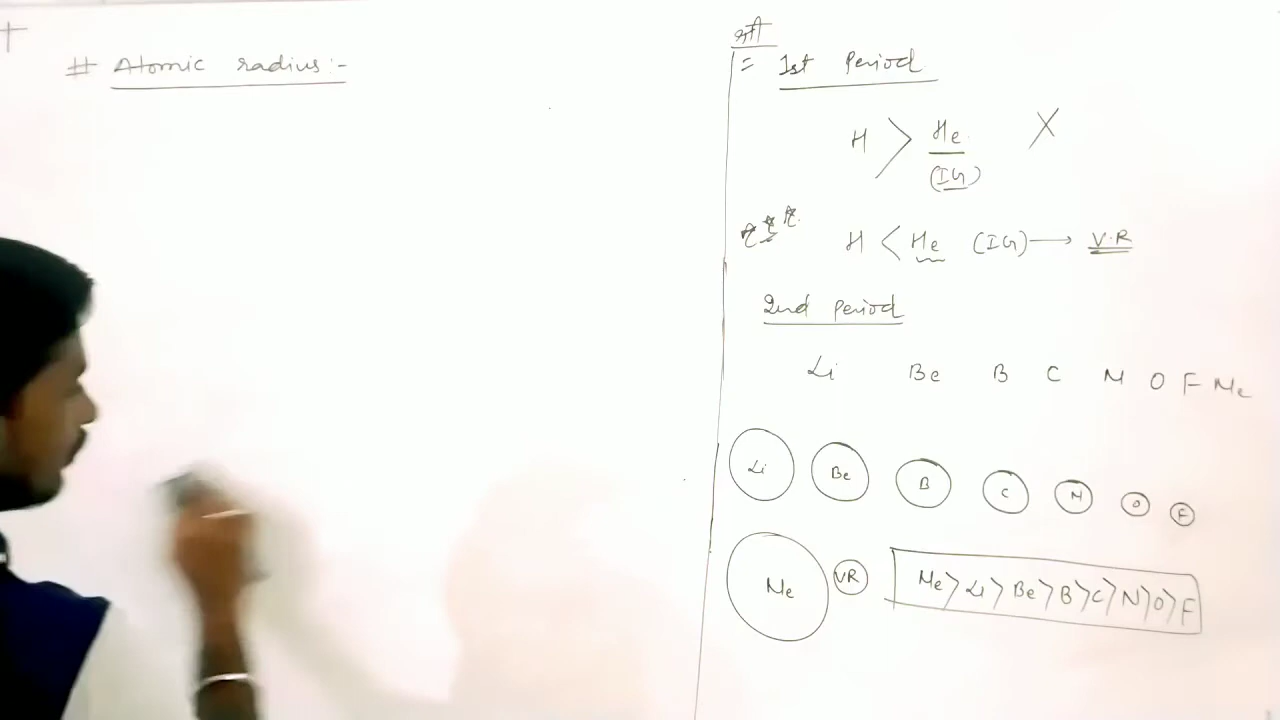 # Atomic radius:-
= 1st Period
H > He X
(IG)
H < He (IG) → V.R
2nd Period
Li Be B C N O F Ne
Li Be B C N O F
Ne VR Ne > Li > Be > B > C > N > O > F